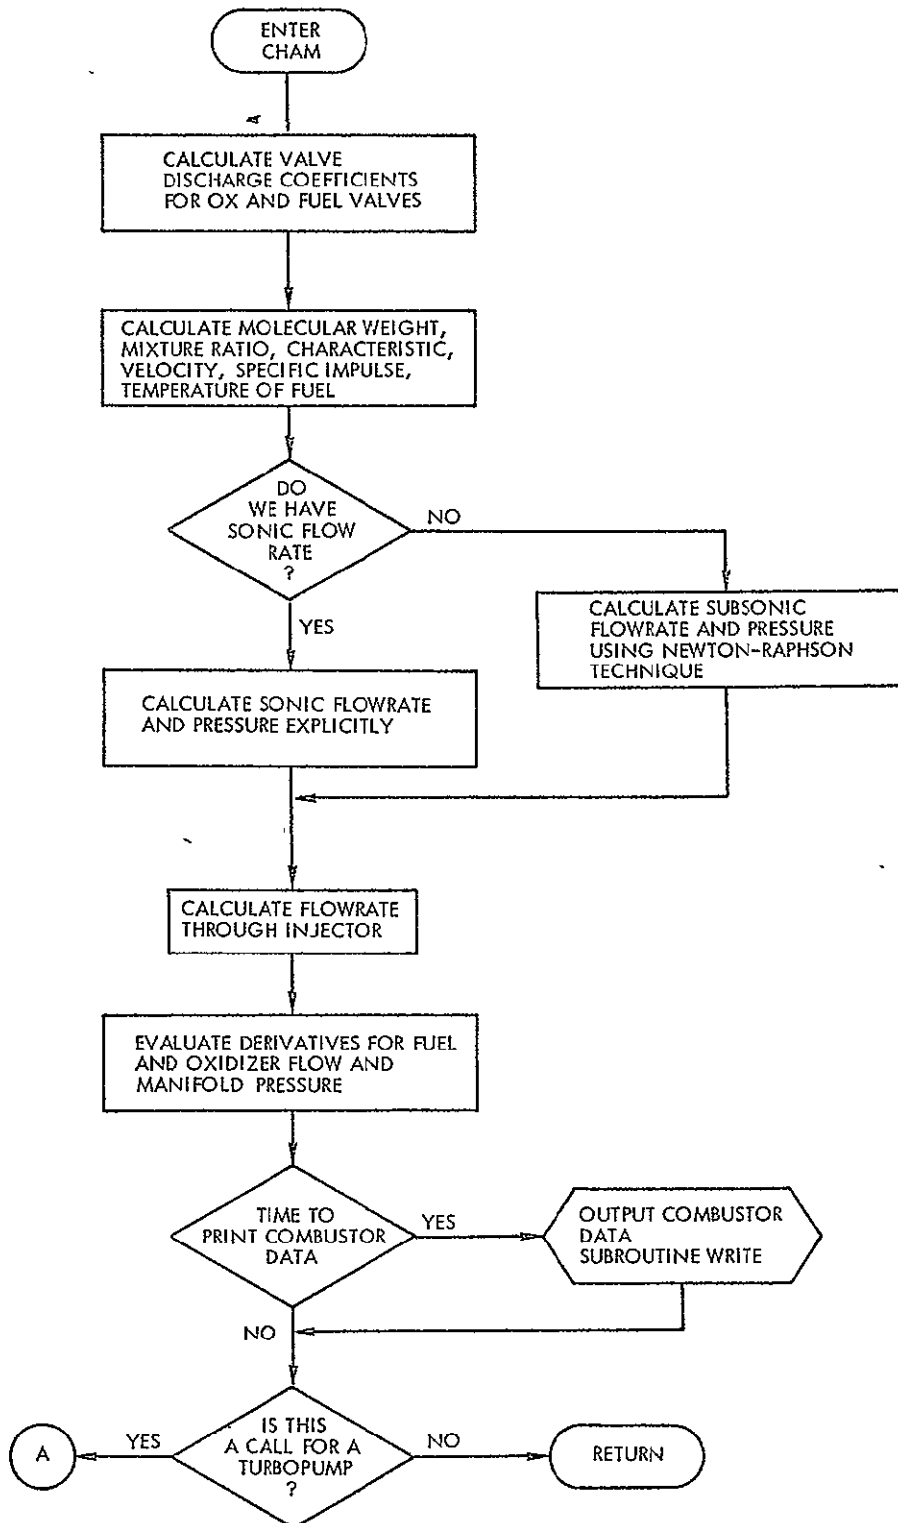 ENTER
CHAM
A
CALCULATE VALVE
DISCHARGE COEFFICIENTS
FOR OX AND FUEL VALVES
CALCULATE MOLECULAR WEIGHT,
MIXTURE RATIO, CHARACTERISTIC,
VELOCITY, SPECIFIC IMPULSE,
TEMPERATURE OF FUEL
DO
WE HAVE
SONIC FLOW
RATE
?
NO
YES
CALCULATE SUBSONIC
FLOWRATE AND PRESSURE
USING NEWTON-RAPHSON
TECHNIQUE
CALCULATE SONIC FLOWRATE
AND PRESSURE EXPLICITLY
CALCULATE FLOWRATE
THROUGH INJECTOR
EVALUATE DERIVATIVES FOR FUEL
AND OXIDIZER FLOW AND
MANIFOLD PRESSURE
TIME TO
PRINT COMBUSTOR
DATA
YES
OUTPUT COMBUSTOR
DATA
SUBROUTINE WRITE
NO
IS THIS
A CALL FOR A
TURBOPUMP
?
YES
A
NO
RETURN